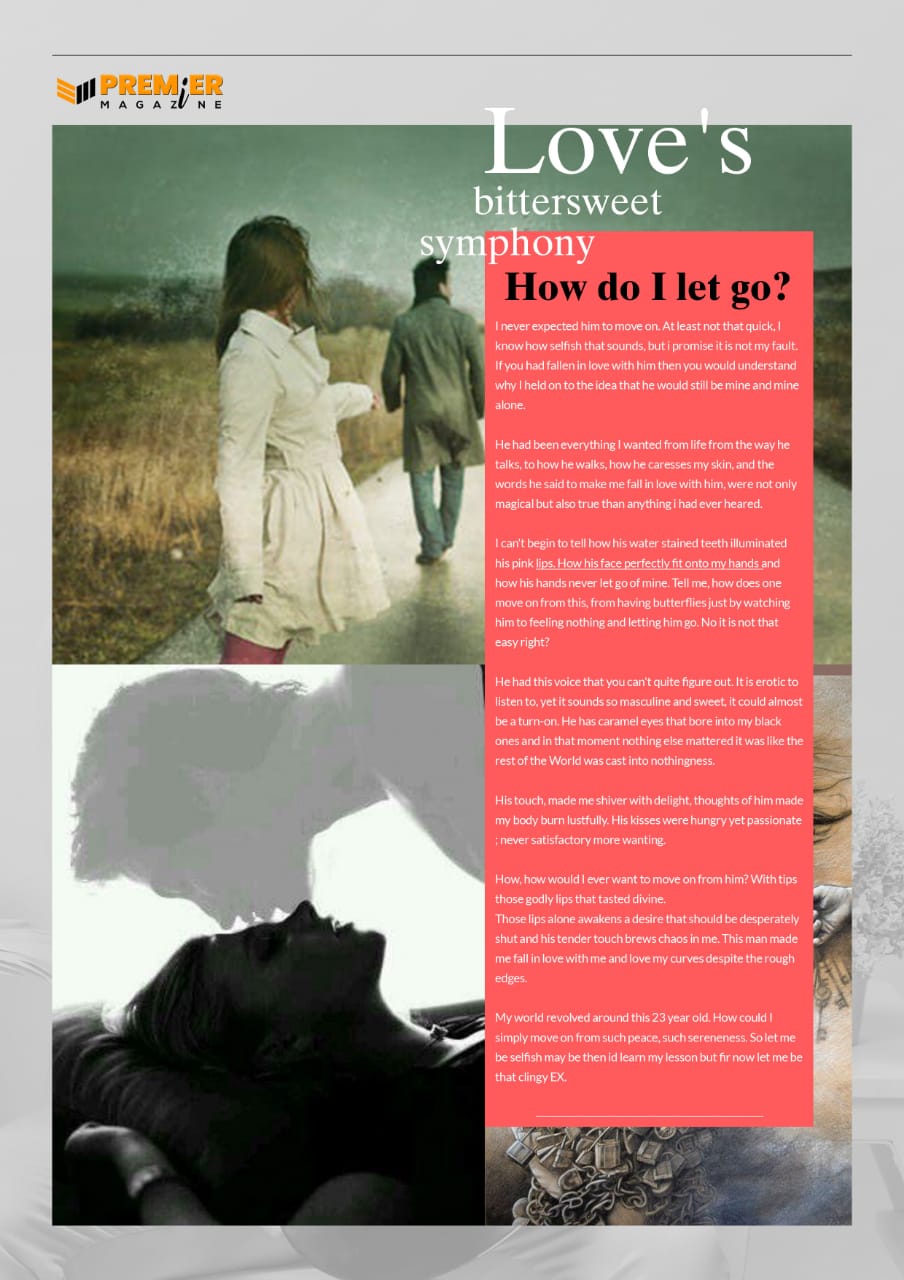 PREMiER
MAGAZiNE
Love's
bittersweet
symphony
How do I let go?
I never expected him to move on. At least not that quick, I
know how selfish that sounds, but i promise it is not my fault.
If you had fallen in love with him then you would understand
why I held on to the idea that he would still be mine and mine
alone.
He had been everything I wanted from life from the way he
talks, to how he walks, how he caresses my skin, and the
words he said to make me fall in love with him, were not only
magical but also true than anything i had ever heared.
I can't begin to tell how his water stained teeth illuminated
his pink lips. How his face perfectly fit onto my hands and
how his hands never let go of mine. Tell me, how does one
move on from this, from having butterflies just by watching
him to feeling nothing and letting him go. No it is not that
easy right?
He had this voice that you can't quite figure out. It is erotic to
listen to, yet it sounds so masculine and sweet, it could almost
be a turn-on. He has caramel eyes that bore into my black
ones and in that moment nothing else mattered it was like the
rest of the World was cast into nothingness.
His touch, made me shiver with delight, thoughts of him made
my body burn lustfully. His kisses were hungry yet passionate
; never satisfactory more wanting.
How, how would I ever want to move on from him? With tips
those godly lips that tasted divine.
Those lips alone awakens a desire that should be desperately
shut and his tender touch brews chaos in me. This man made
me fall in love with me and love my curves despite the rough
edges.
My world revolved around this 23 year old. How could I
simply move on from such peace, such sereneness. So let me
be selfish may be then id learn my lesson but fir now let me be
that clingy EX.